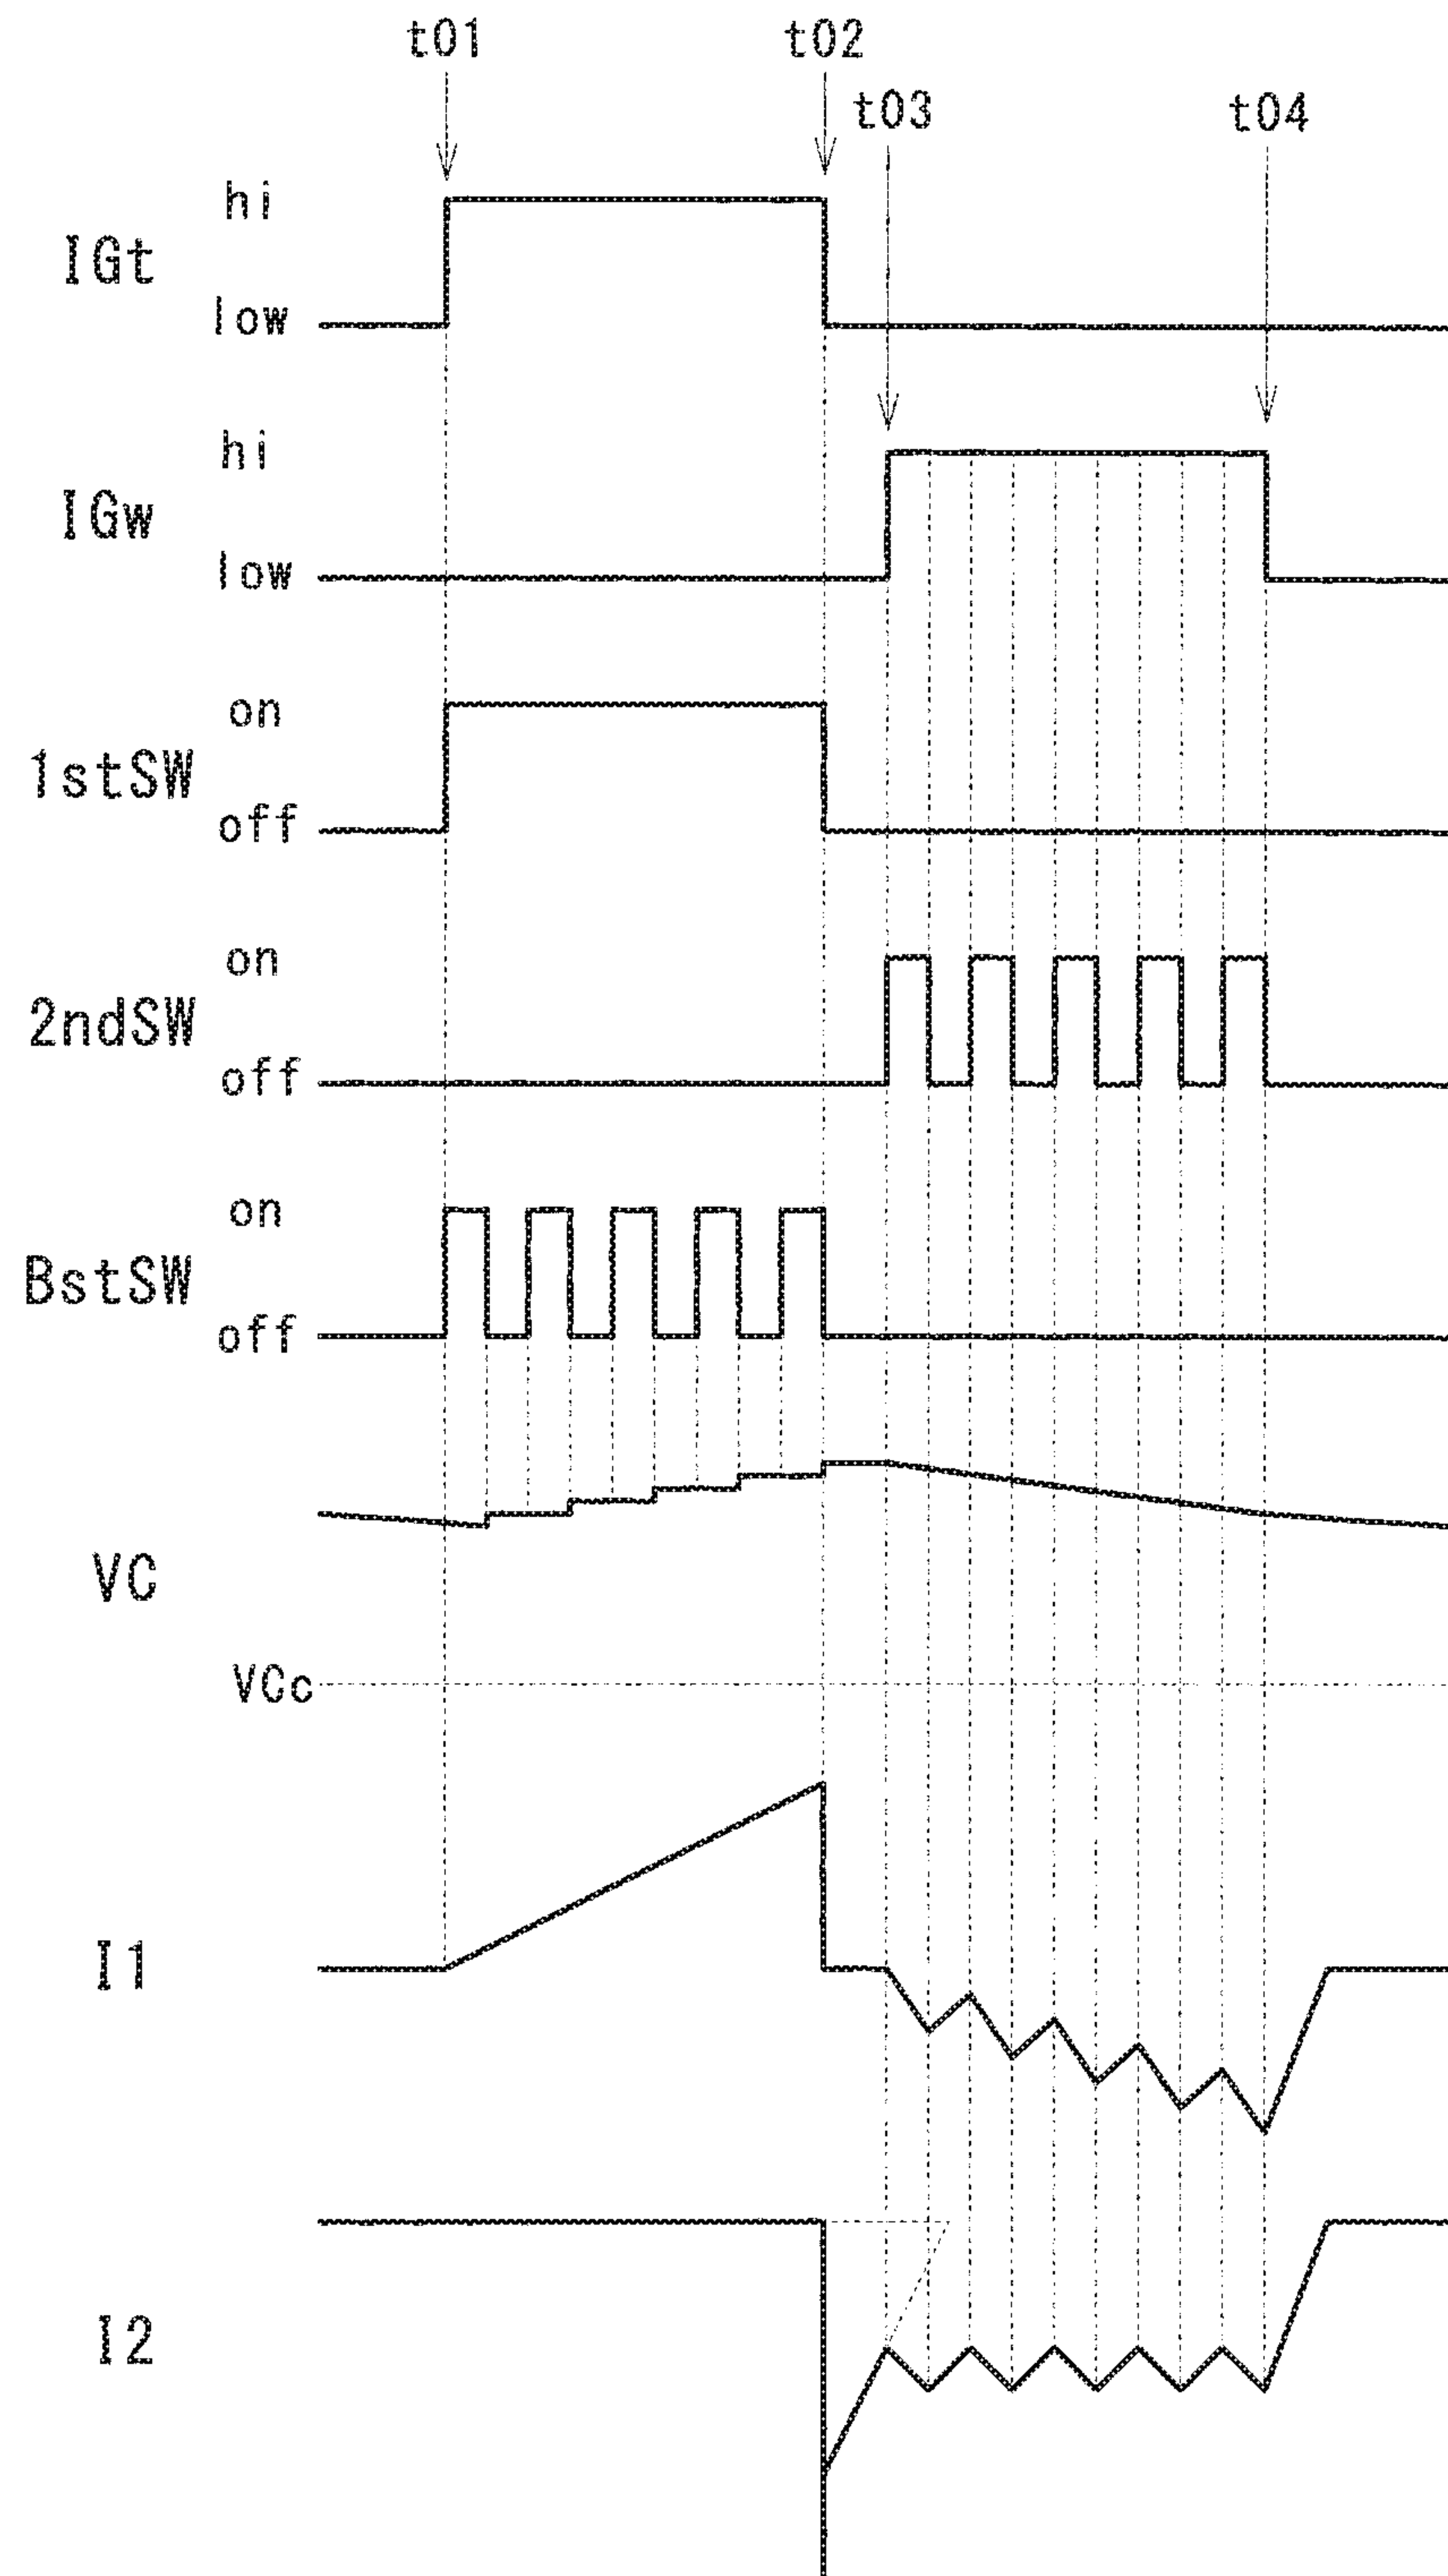 t01
t02
t03
t04
hi
IGt
low
hi
IGw
low
on
1stSW
off
on
2ndSW
off
on
BstSW
off
VC
VCc
I1
I2